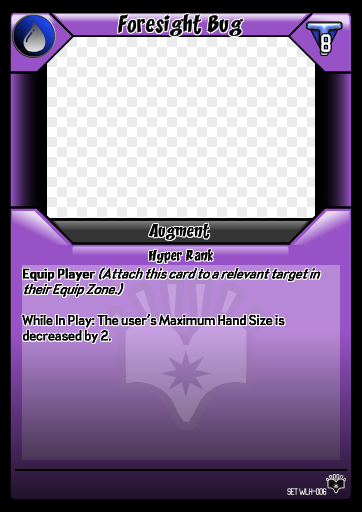 Foresight Bug
8
Augment
Hyper Rank
Equip Player (Attach this card to a relevant target in
their Equip Zone.)
While In Play: The user's Maximum Hand Size is
decreased by 2.
SET WLH-006